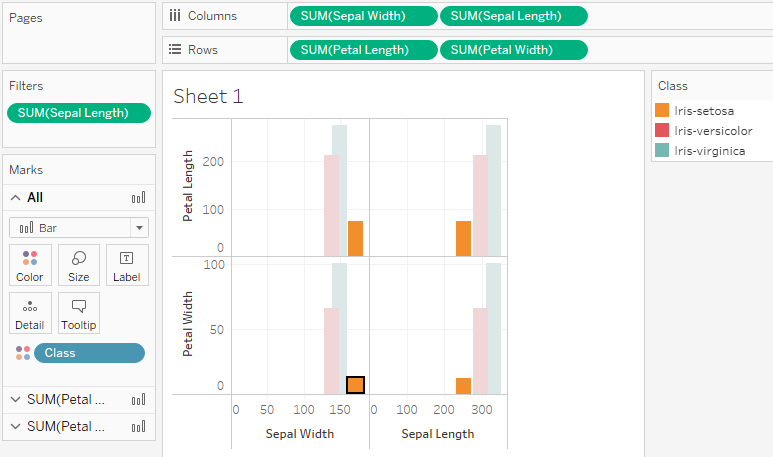 Pages
Columns SUM(Sepal Width) SUM(Sepal Length)
Rows SUM(Petal Length) SUM(Petal Width)
Filters
SUM(Sepal Length)
Marks
All
Bar
Color Size Label
Detail Tooltip
Class
SUM(Petal ...
SUM(Petal ...
Sheet 1
Petal Length
200
100
0
Petal Width
100
50
0
0 50 100 150 0 100 200 300
Sepal Width Sepal Length
Class
Iris-setosa
Iris-versicolor
Iris-virginica